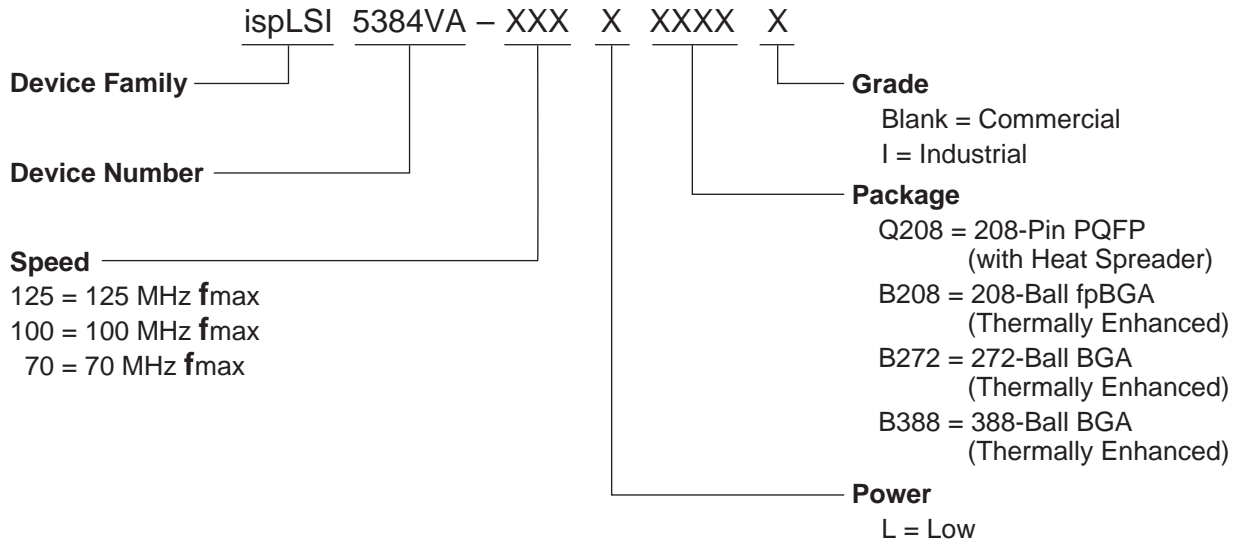 ispLSI 5384VA – XXX X XXXX X
Device Family
Device Number
Speed
125 = 125 MHz fmax
100 = 100 MHz fmax
70 = 70 MHz fmax
Grade
Blank = Commercial
I = Industrial
Package
Q208 = 208-Pin PQFP
(with Heat Spreader)
B208 = 208-Ball fpBGA
(Thermally Enhanced)
B272 = 272-Ball BGA
(Thermally Enhanced)
B388 = 388-Ball BGA
(Thermally Enhanced)
Power
L = Low